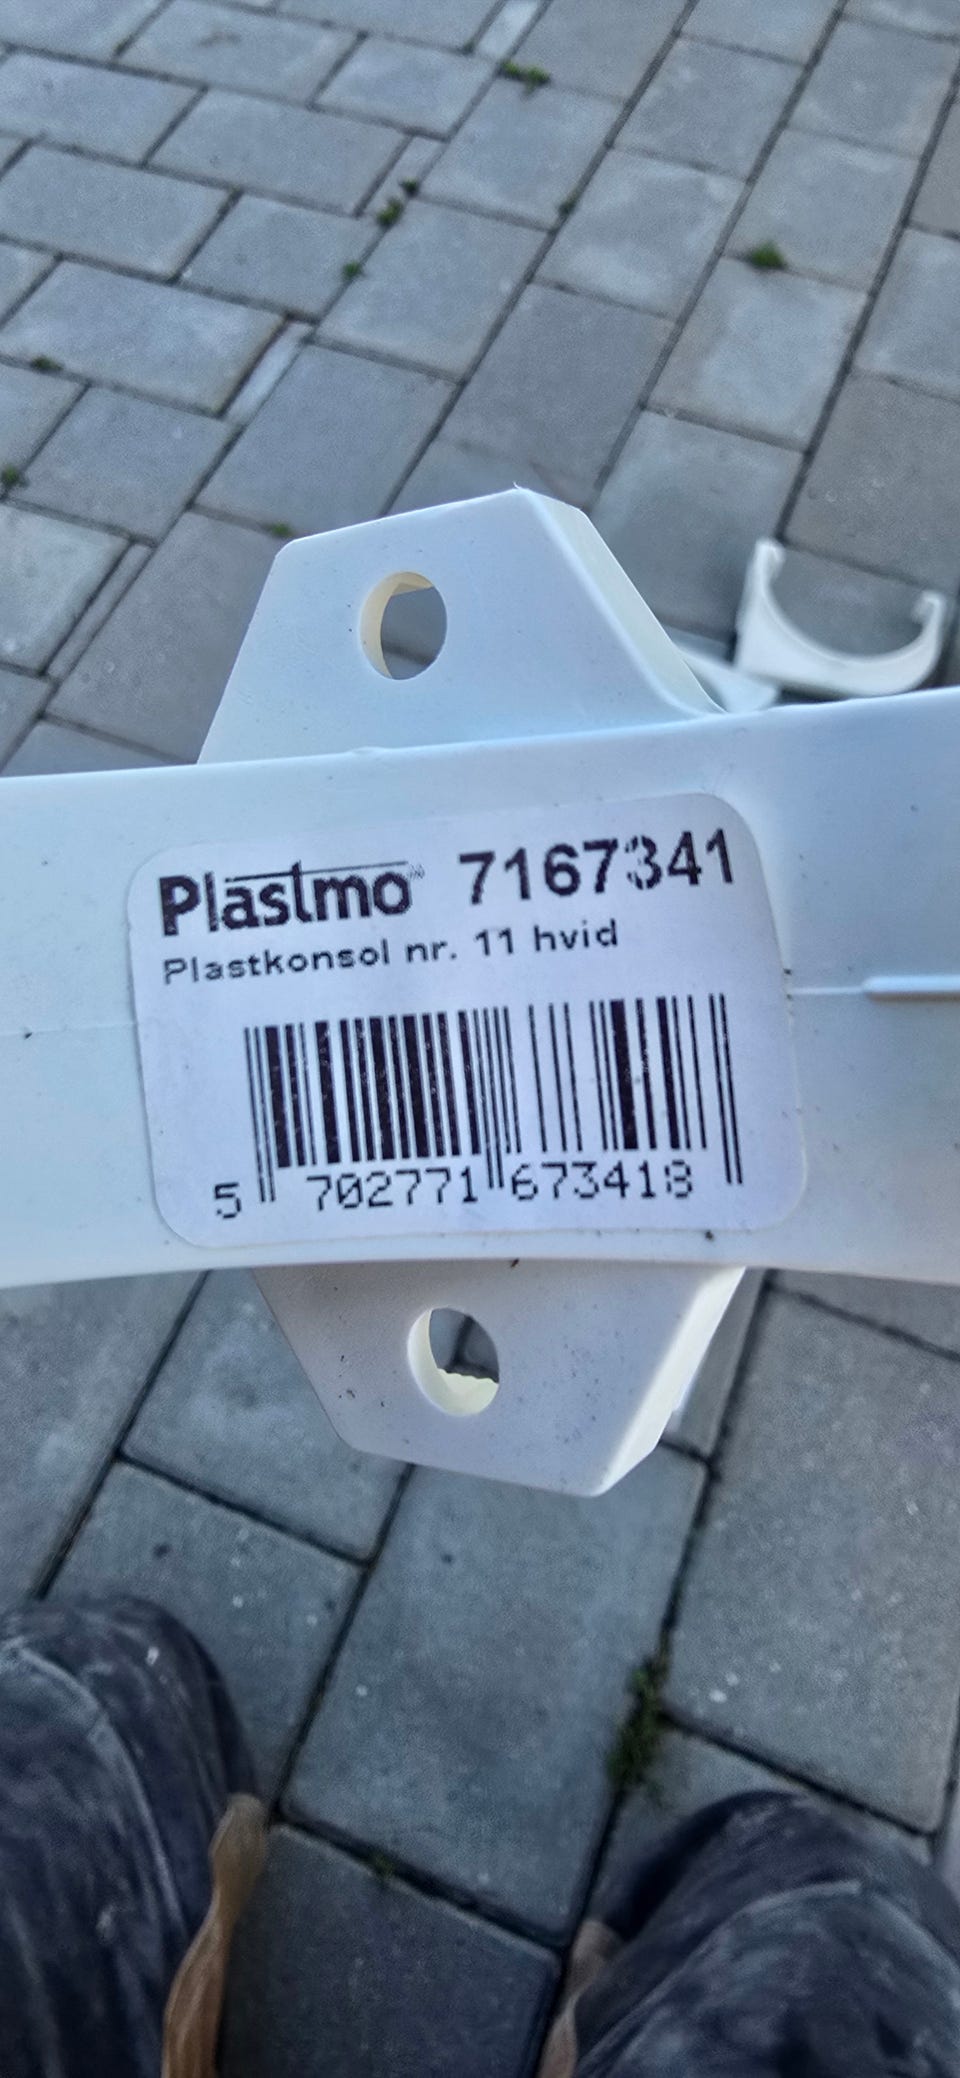 Plastmo 7167341
Plastkonsol nr. 11 hvid
5 702771 673418